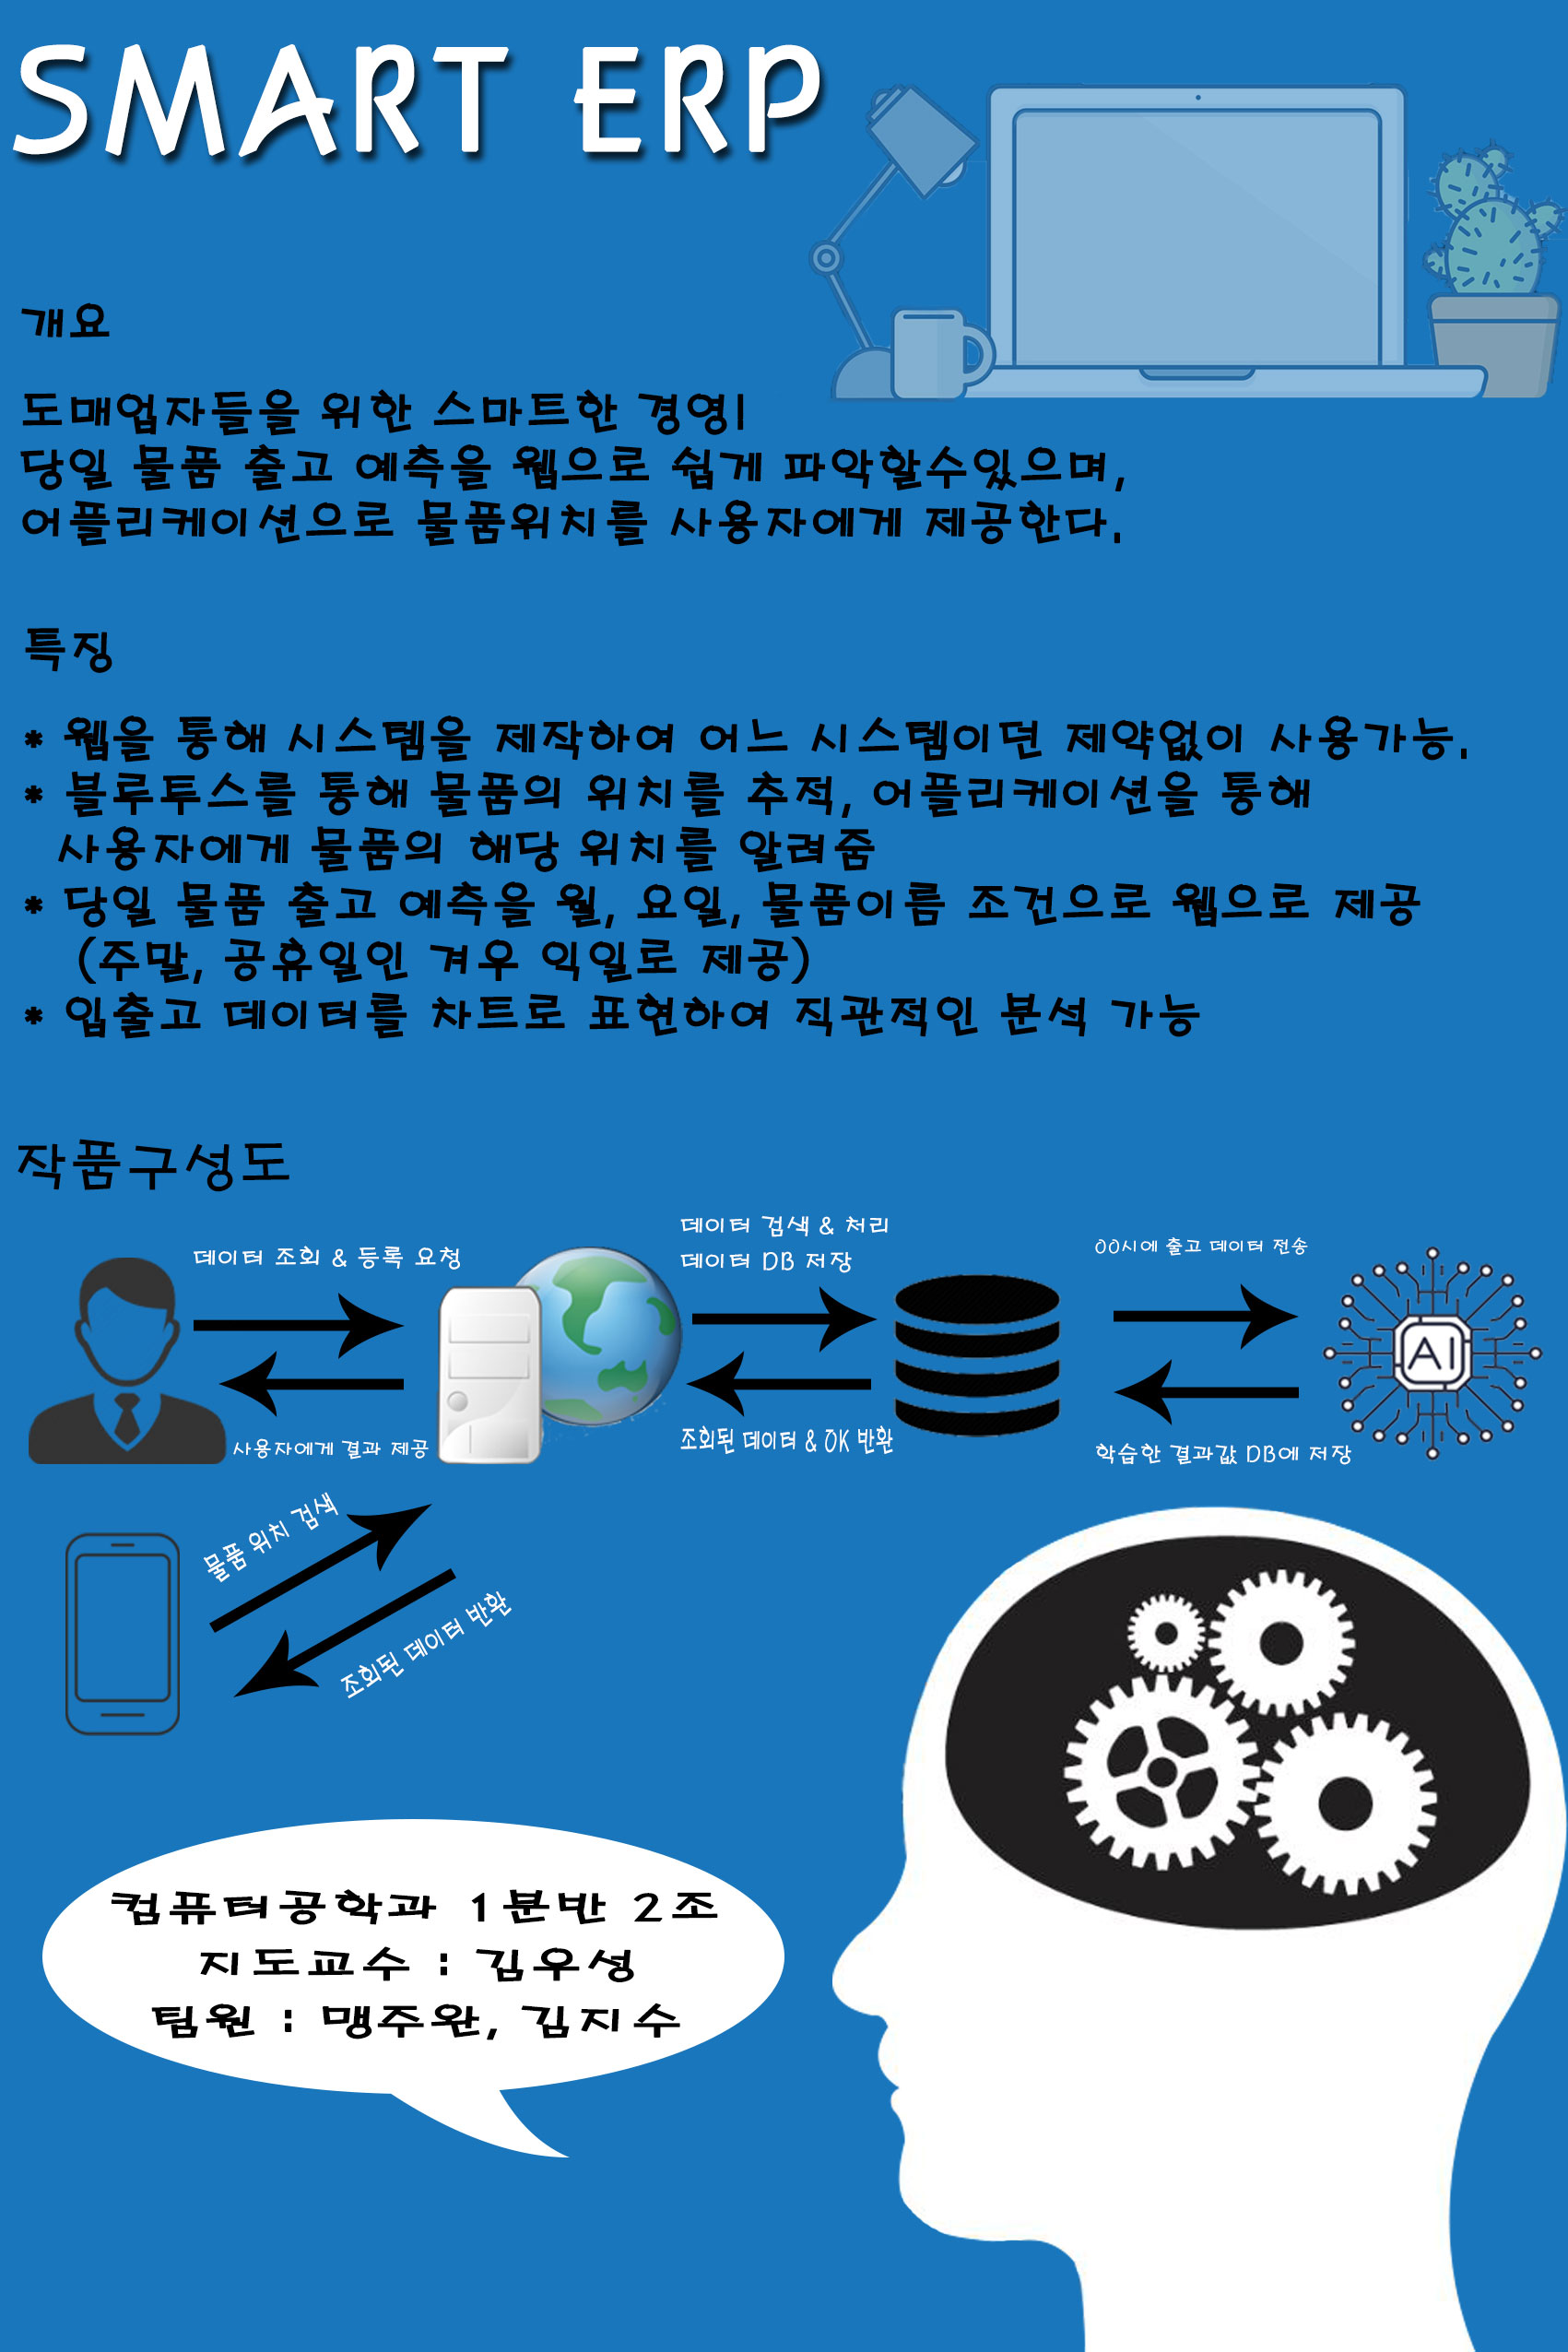 SMART ERP
개요
도매업자들을 위한 스마트한 경영!
당일 물품 출고 예측을 웹으로 쉽게 파악할수있으며,
어플리케이션으로 물품위치를 사용자에게 제공한다.
특징
* 웹을 통해 시스템을 제작하여 어느 시스템이던 제약없이 사용가능.
* 블루투스를 통해 물품의 위치를 추적, 어플리케이션을 통해
사용자에게 물품의 해당 위치를 알려줌
* 당일 물품 출고 예측을 월, 요일, 물품이름 조건으로 웹으로 제공
(주말, 공휴일인 겨우 익일로 제공)
* 입출고 데이터를 차트로 표현하여 직관적인 분석 가능
작품구성도
데이터 조회 & 등록 요청
사용자에게 결과 제공
데이터 검색 & 처리
데이터 DB 저장
조회된 데이터 & OK 반환
00시에 출고 데이터 전송
학습한 결과값 DB에 저장
AI
물품 위치 검색
조회된 데이터 반환
컴퓨터공학과 1분반 2조
지도교수 : 김우성
팀원 : 맹주완, 김지수